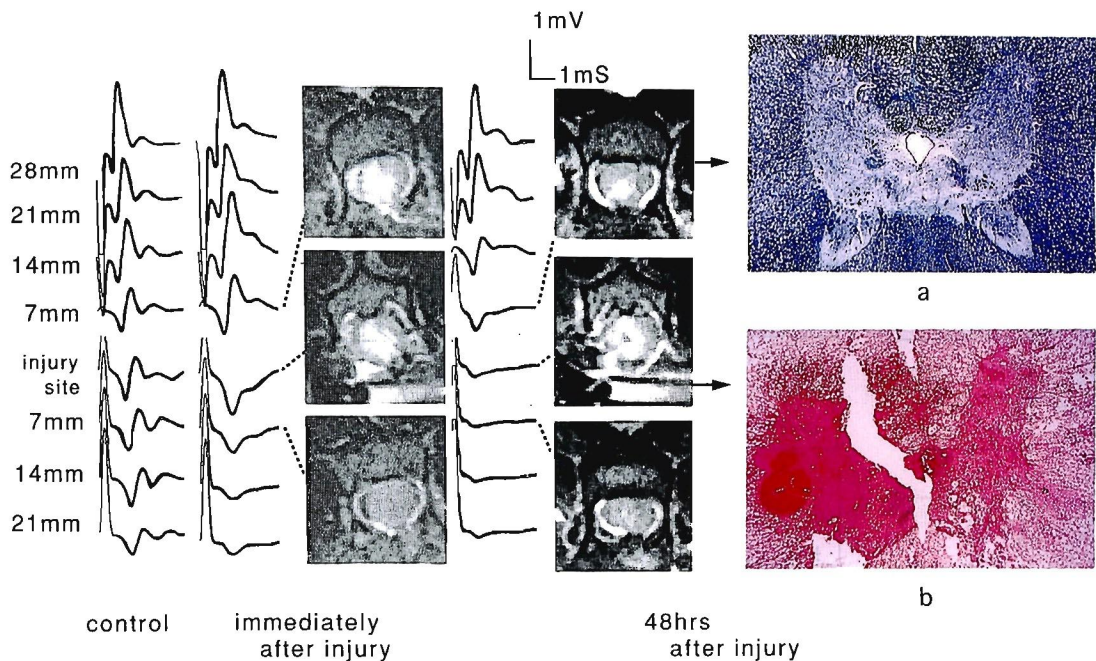 1mV
1mS
28mm
21mm
14mm
7mm
injury
site
7mm
14mm
21mm
a
b
control
immediately
after injury
48hrs
after injury